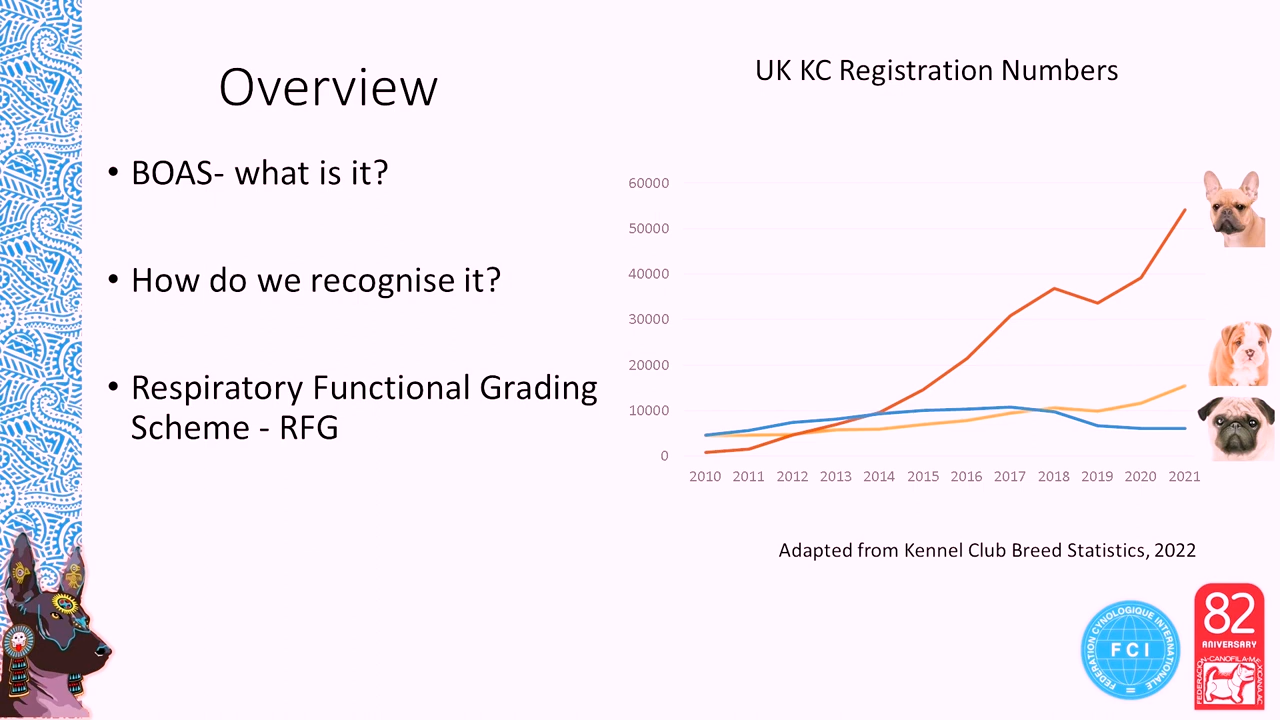 Overview
• BOAS- what is it?
• How do we recognise it?
• Respiratory Functional Grading
Scheme - RFG
UK KC Registration Numbers
60000
50000
40000
30000
20000
10000
0
2010 2011 2012 2013 2014 2015 2016 2017 2018 2019 2020 2021
Adapted from Kennel Club Breed Statistics, 2022
FEDERATION CYNOLOGIQUE INTERNATIONALE
FCI
82
ANIVERSARY